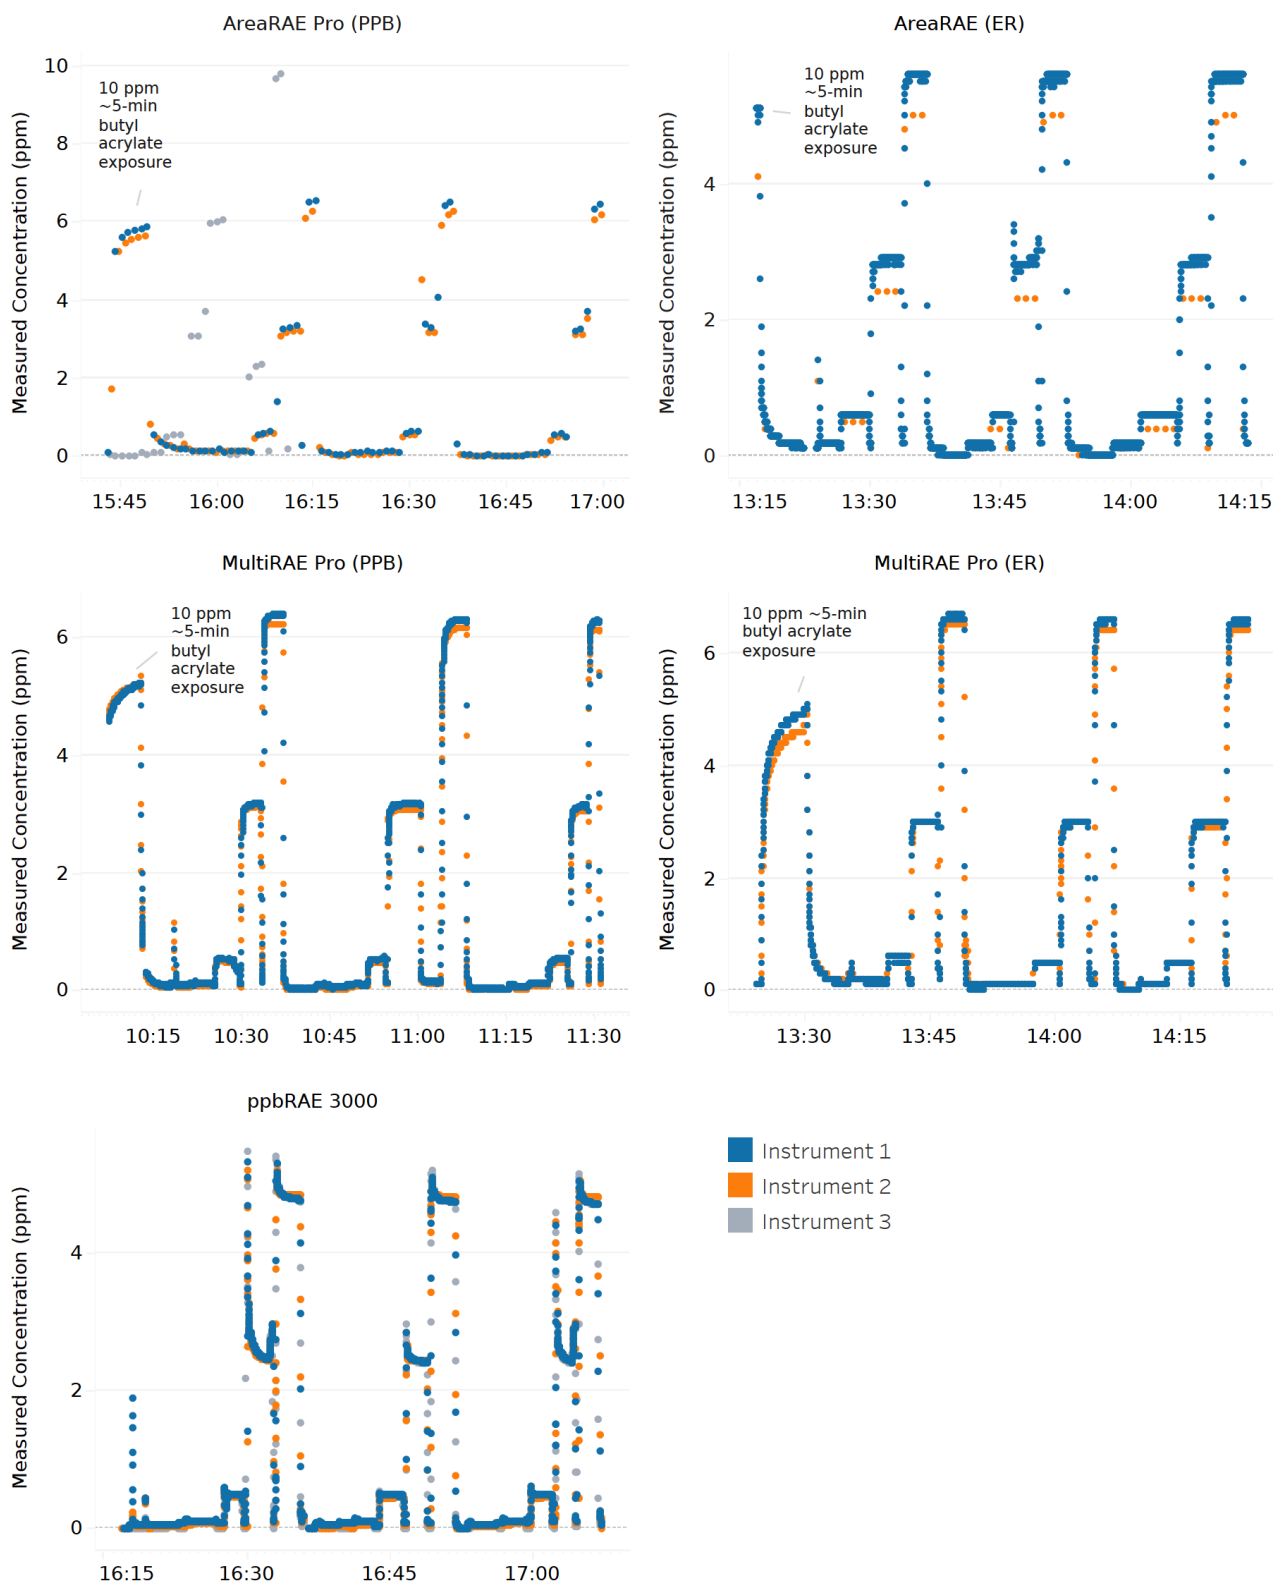 AreaRAE Pro (PPB)
Measured Concentration (ppm)
10
8
6
4
2
0
10 ppm
~5-min
butyl
acrylate
exposure
15:45
16:00
16:15
16:30
16:45
17:00
AreaRAE (ER)
Measured Concentration (ppm)
4
2
0
10 ppm
~5-min
butyl
acrylate
exposure
13:15
13:30
13:45
14:00
14:15
MultiRAE Pro (PPB)
Measured Concentration (ppm)
6
4
2
0
10 ppm
~5-min
butyl
acrylate
exposure
10:15
10:30
10:45
11:00
11:15
11:30
MultiRAE Pro (ER)
Measured Concentration (ppm)
6
4
2
0
10 ppm ~5-min
butyl acrylate
exposure
13:30
13:45
14:00
14:15
ppbRAE 3000
Measured Concentration (ppm)
4
2
0
16:15
16:30
16:45
17:00
Instrument 1
Instrument 2
Instrument 3